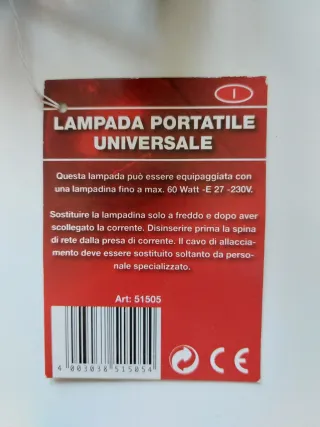 I
LAMPADA PORTATILE
UNIVERSALE
Questa lampada può essere equipaggiata con
una lampadina fino a max. 60 Watt -E 27 -230V.
Sostituire la lampadina solo a freddo e dopo aver
scollegato la corrente. Disinserire prima la spina
di rete dalla presa di corrente. Il cavo di allaccia-
mento deve essere sostituito soltanto da perso-
nale specializzato.
Art: 51505
4 003038 515054
CE